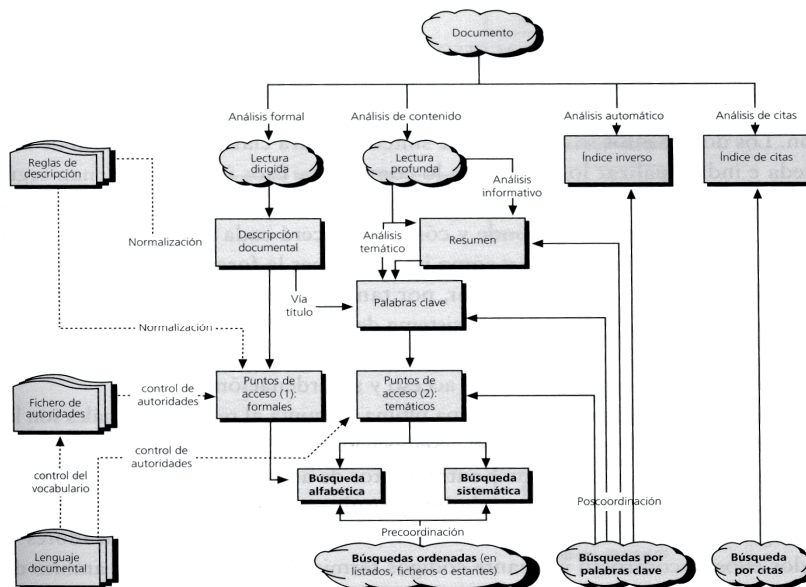 Documento
Análisis formal
Análisis de contenido
Análisis automático
Análisis de citas
Reglas de
descripción
Lectura
dirigida
Lectura
profunda
Índice inverso
Índice de citas
Análisis
informativo
Normalización
Descripción
documental
Análisis
temático
Resumen
Vía
título
Palabras clave
Normalización
Fichero de
autoridades
control de
autoridades
Puntos de
acceso (1):
formales
Puntos de
acceso (2):
temáticos
control de
autoridades
control del
vocabulario
Búsqueda
alfabética
Búsqueda
sistemática
Poscoordinación
Precoordinación
Lenguaje
documental
Búsquedas ordenadas (en
listados, ficheros o estantes)
Búsquedas por
palabras clave
Búsqueda
por citas